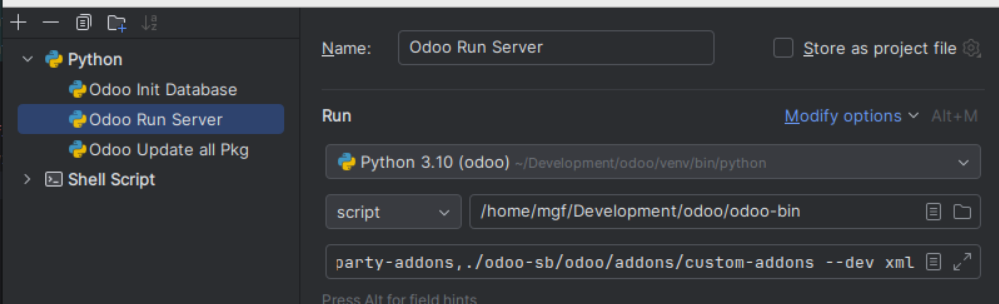 Name:
Odoo Run Server
Store as project file
Python
Odoo Init Database
Odoo Run Server
Odoo Update all Pkg
Shell Script
Run
Modify options
Alt+M
Python 3.10 (odoo) ~/Development/odoo/venv/bin/python
script
/home/mgf/Development/odoo/odoo-bin
party-addons,./odoo-sb/odoo/addons/custom-addons --dev xml
Press Alt for field hints